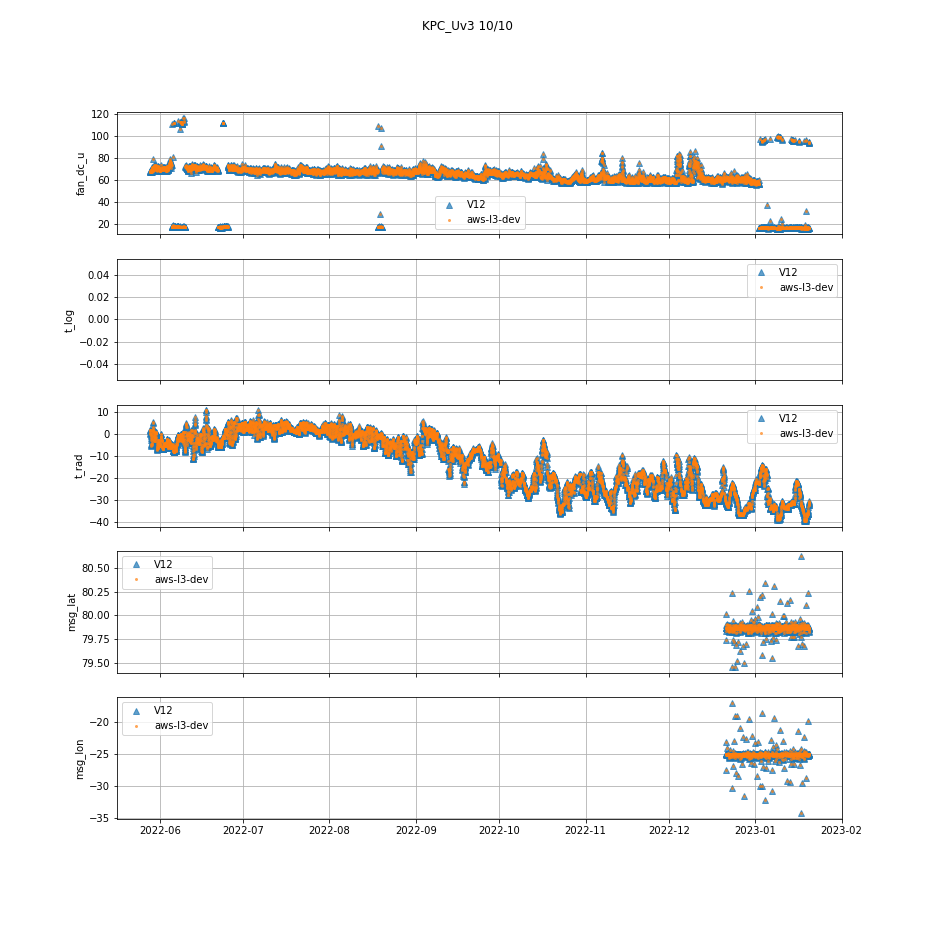 KPC_Uv3 10/10
120
100
80
60
40
20
fan_dc_u
V12
aws-l3-dev
0.04
0.02
0.00
−0.02
−0.04
t_log
V12
aws-l3-dev
10
0
−10
−20
−30
−40
t_rad
V12
aws-l3-dev
80.50
80.25
80.00
79.75
79.50
msg_lat
V12
aws-l3-dev
−20
−25
−30
−35
msg_lon
V12
aws-l3-dev
2022-06 2022-07 2022-08 2022-09 2022-10 2022-11 2022-12 2023-01 2023-02